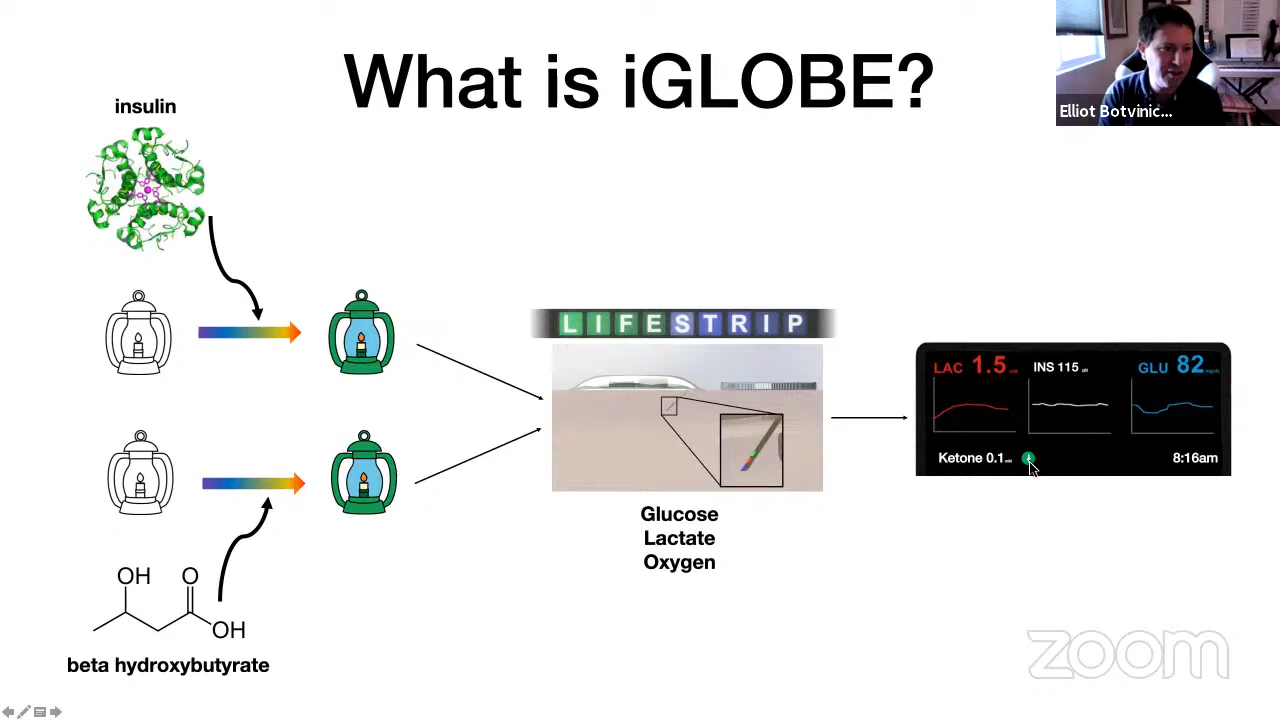 What is iGLOBE?
Elliot Botvinic...
insulin
LIFESTRIP
LAC 1.5
INS 115 pM
GLU 82
Ketone 0.1
8:16am
Glucose
Lactate
Oxygen
OH
O
OH
beta hydroxybutyrate
zoom